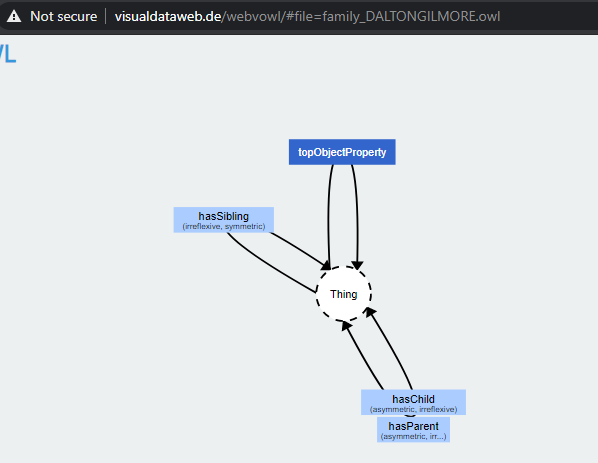 Not secure | visualdataweb.de/webvowl/#file=family_DALTONGILMORE.owl
VL
topObjectProperty
hasSibling
(irreflexive, symmetric)
Thing
hasChild
(asymmetric, irreflexive)
hasParent
(asymmetric, irr...)